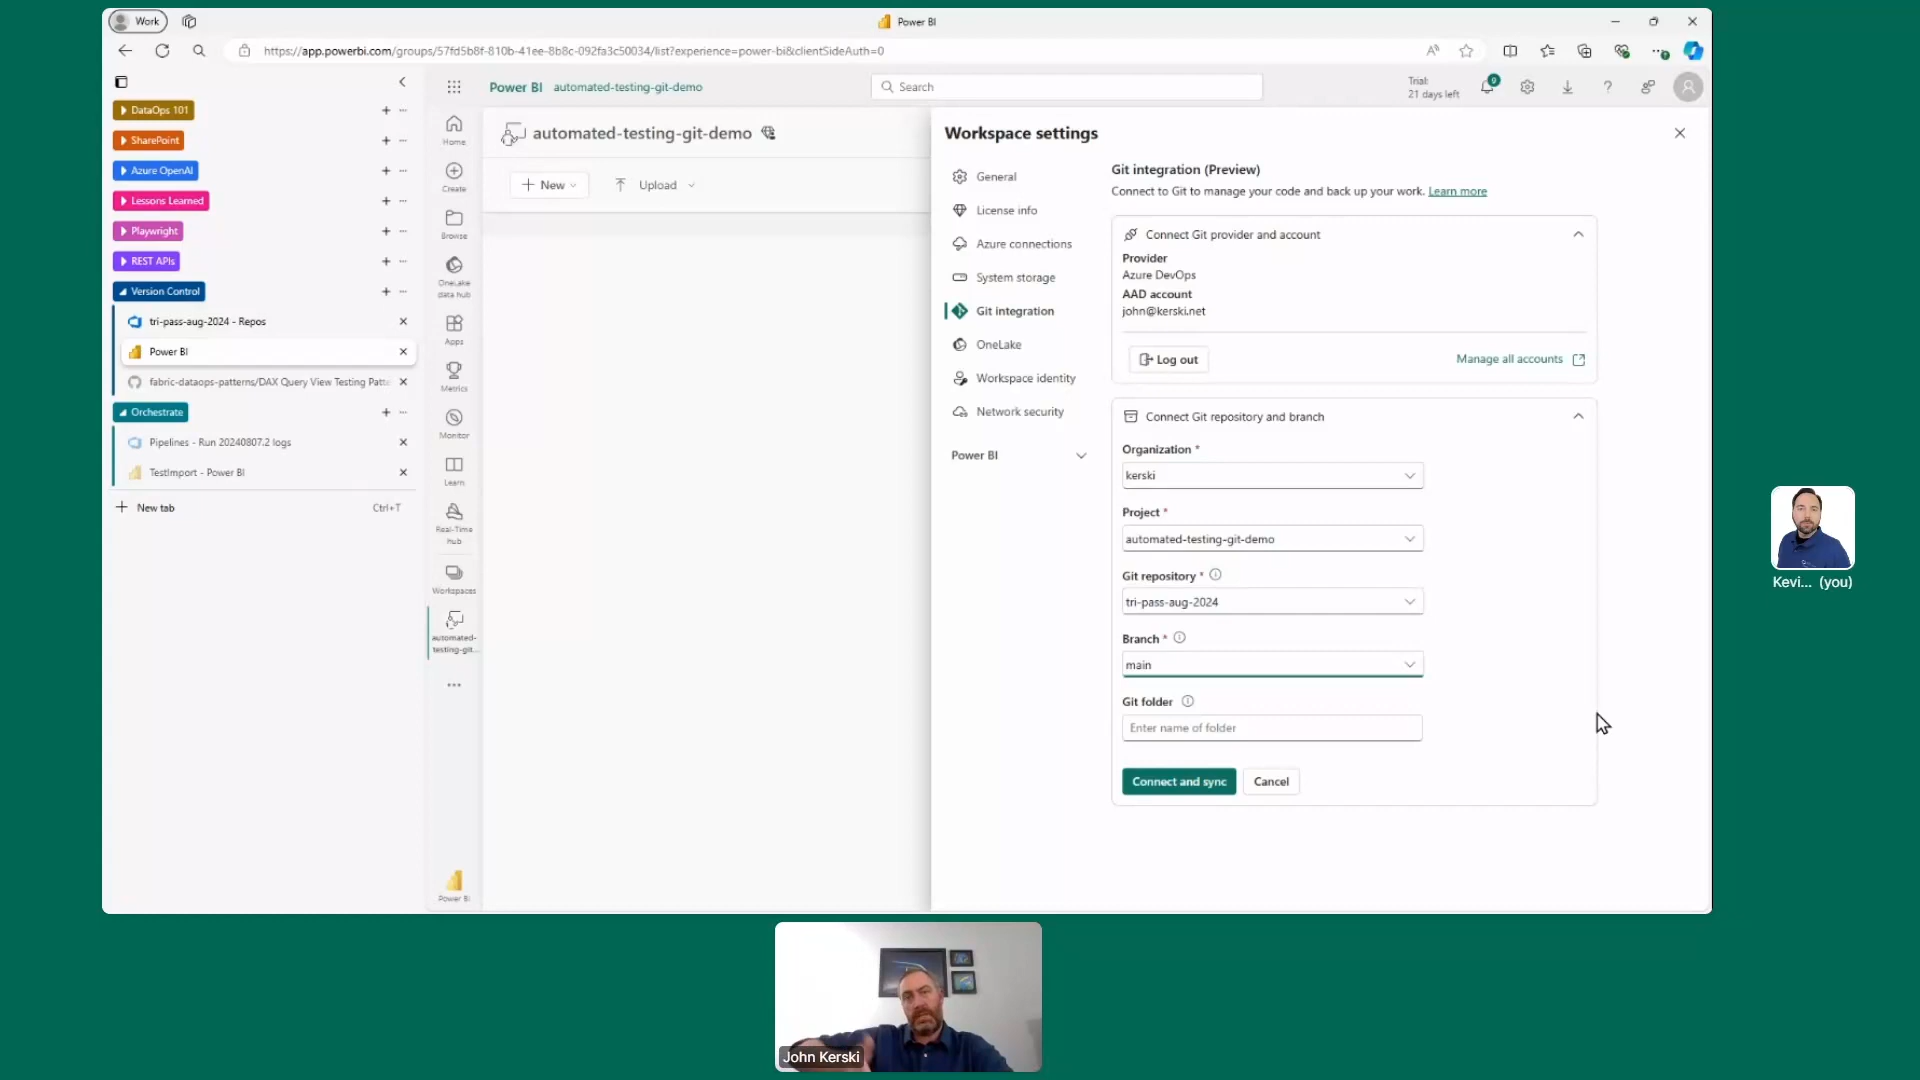 Work
Power BI
https://app.powerbi.com/groups/57fd5b8f-810b-41ee-8b8c-092fa3c50034/list?experience=power-bi&clientSideAuth=0
DataOps 101
SharePoint
Azure OpenAI
Lessons Learned
Playwright
REST APIs
Version Control
tri-pass-aug-2024 - Repos
Power BI
fabric-dataops-patterns/DAX Query View Testing Patte
Orchestrate
Pipelines - Run 20240807.2 logs
TestImport - Power BI
New tab
Ctrl+T
Power BI automated-testing-git-demo
Search
Trial:
21 days left
9
Home
Create
Browse
OneLake
data hub
Apps
Metrics
Monitor
Learn
Real-Time
hub
Workspaces
automated-
testing-git...
Power BI
automated-testing-git-demo
New
Upload
Workspace settings
General
License info
Azure connections
System storage
Git integration
OneLake
Workspace identity
Network security
Power BI
Git integration (Preview)
Connect to Git to manage your code and back up your work. Learn more
Connect Git provider and account
Provider
Azure DevOps
AAD account
john@kerski.net
Log out
Manage all accounts
Connect Git repository and branch
Organization *
kerski
Project *
automated-testing-git-demo
Git repository *
tri-pass-aug-2024
Branch *
main
Git folder
Enter name of folder
Connect and sync
Cancel
Kevi... (you)
John Kerski